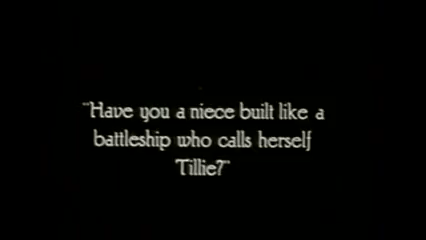 "Have you a niece built like a
battleship who calls herself
Tillie?"